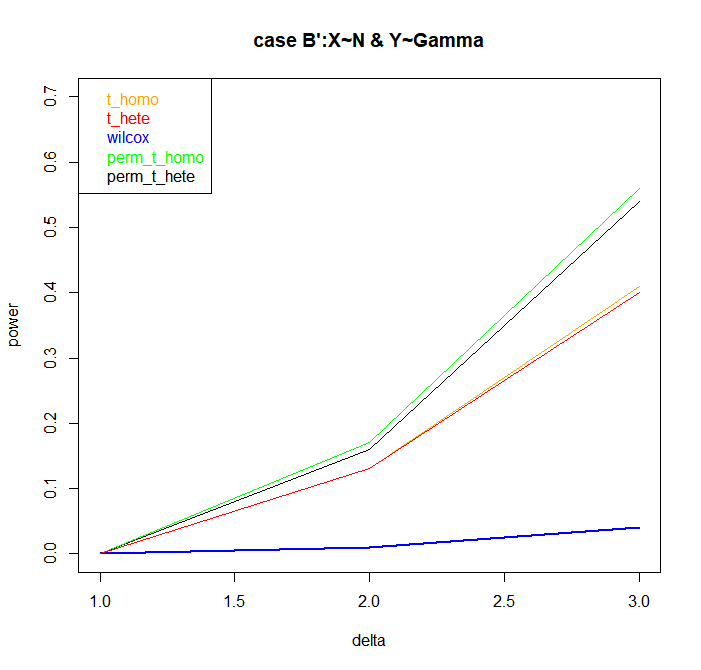 case B':X~N & Y~Gamma
t_homo
t_hete
wilcox
perm_t_homo
perm_t_hete
power
0.7
0.6
0.5
0.4
0.3
0.2
0.1
0.0
1.0 1.5 2.0 2.5 3.0
delta